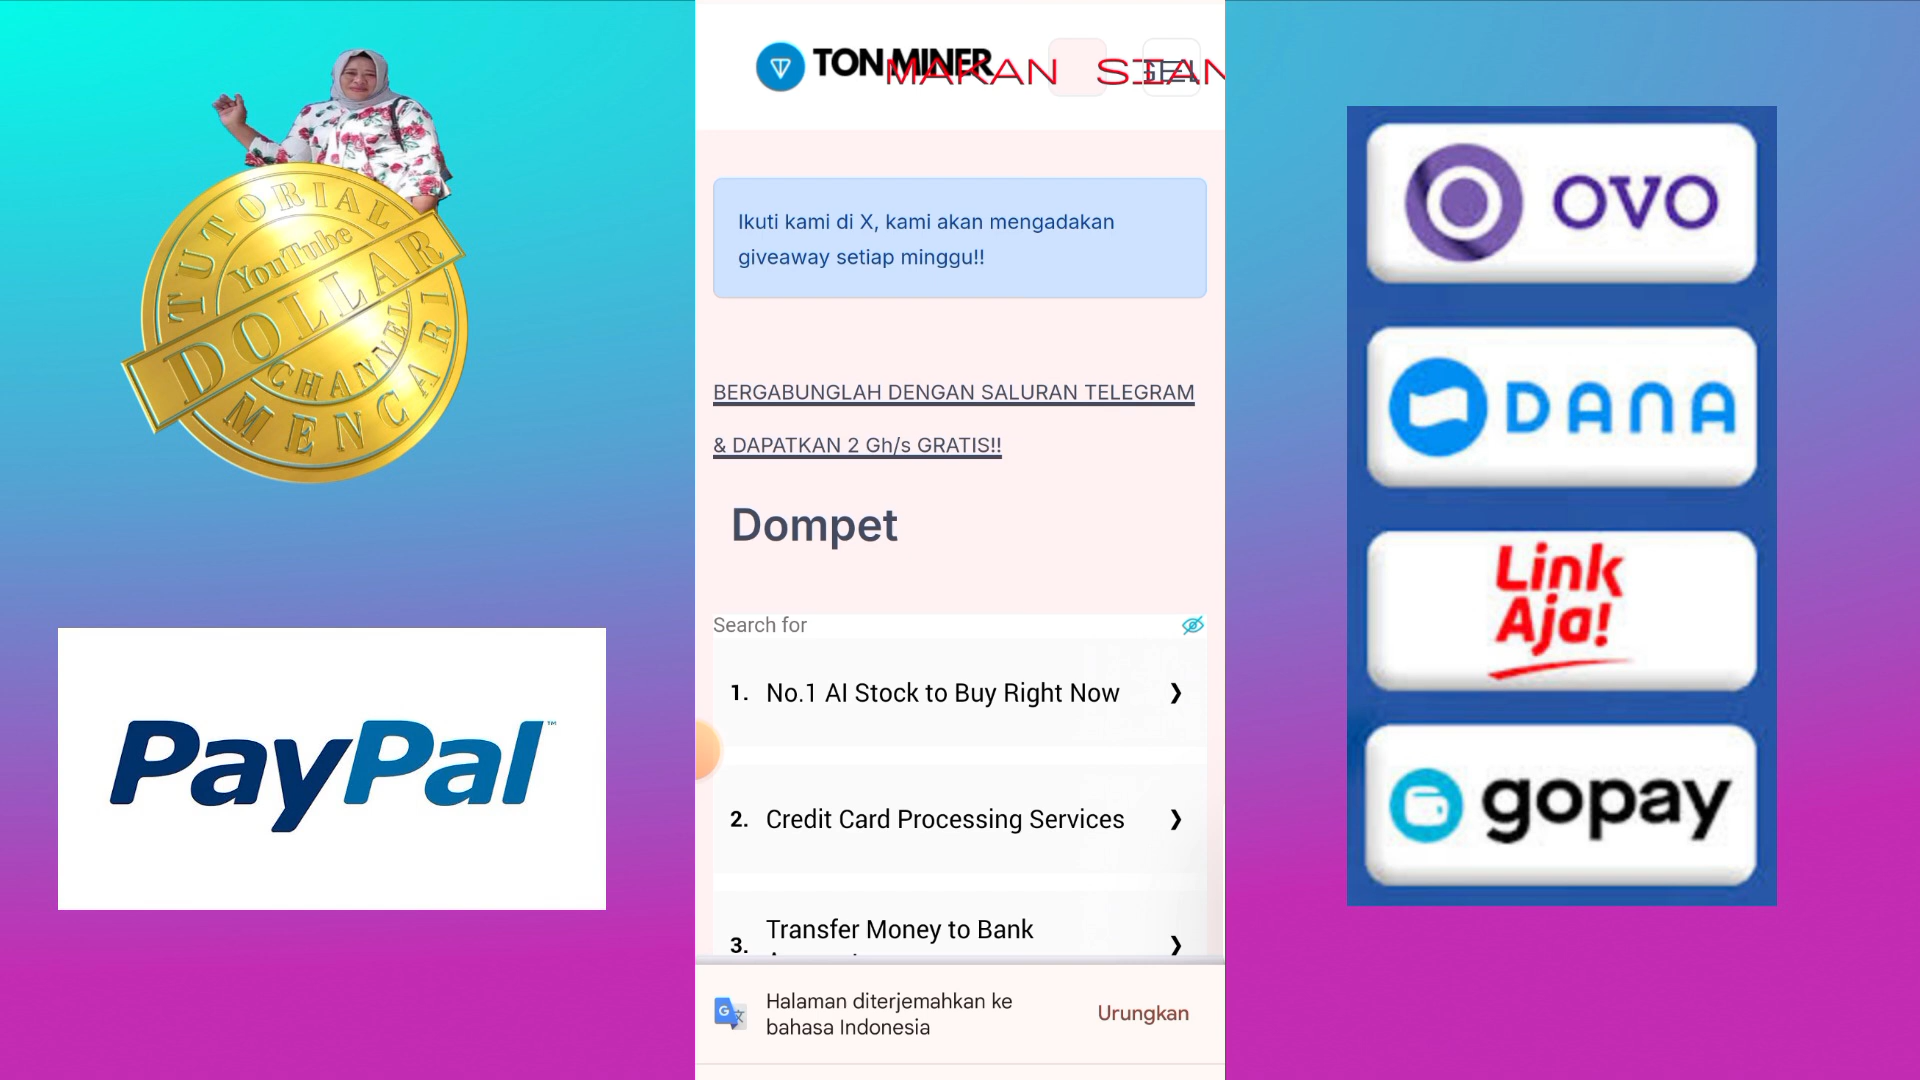 TUTORIAL
YouTube
DOLLAR
CHANNEL
MENCARI
PayPal
TM
TON MINER
MAKAN SIAN
Ikuti kami di X, kami akan mengadakan
giveaway setiap minggu!!
BERGABUNGLAH DENGAN SALURAN TELEGRAM
& DAPATKAN 2 Gh/s GRATIS!!
Dompet
Search for
1. No.1 AI Stock to Buy Right Now
2. Credit Card Processing Services
3. Transfer Money to Bank
Halaman diterjemahkan ke
bahasa Indonesia
Urungkan
OVO
DANA
Link
Aja!
gopay